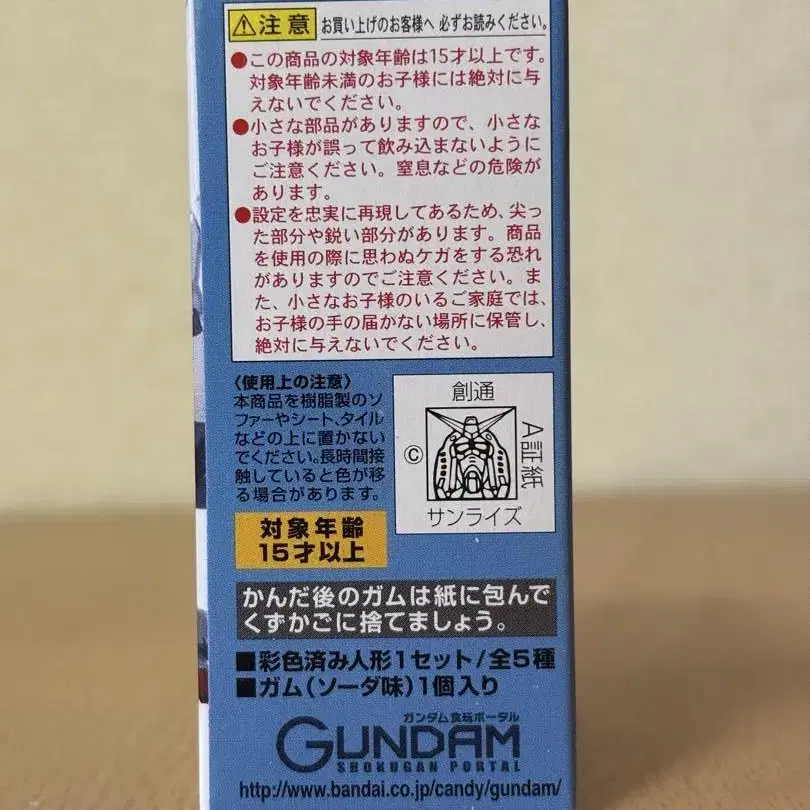 注意 お買い上げのお客様へ 必ずお読みください。
●この商品の対象年齢は15才以上です。
対象年齢未満のお子様には絶対に与
えないでください。
●小さな部品がありますので、小さな
お子様が誤って飲み込まないように
ご注意ください。窒息などの危険が
あります。
●設定を忠実に再現してあるため、尖っ
た部分や鋭い部分があります。商品
を使用の際に思わぬケガをする恐れ
がありますのでご注意ください。ま
た、小さなお子様のいるご家庭では、
お子様の手の届かない場所に保管し、
絶対に与えないでください。
〈使用上の注意〉
本商品を樹脂製のソ
ファーやシート、タイル
などの上に置かない
でください。長時間接
触していると色が移
る場合があります。
対象年齢
15才以上
創通
©
A証紙
サンライズ
かんだ後のガムは紙に包んで
くずかごに捨てましょう。
■彩色済み人形1セット/全5種
■ガム(ソーダ味)1個入り
ガンダム食玩ポータル
GUNDAM
SHOKUGAN PORTAL
http://www.bandai.co.jp/candy/gundam/